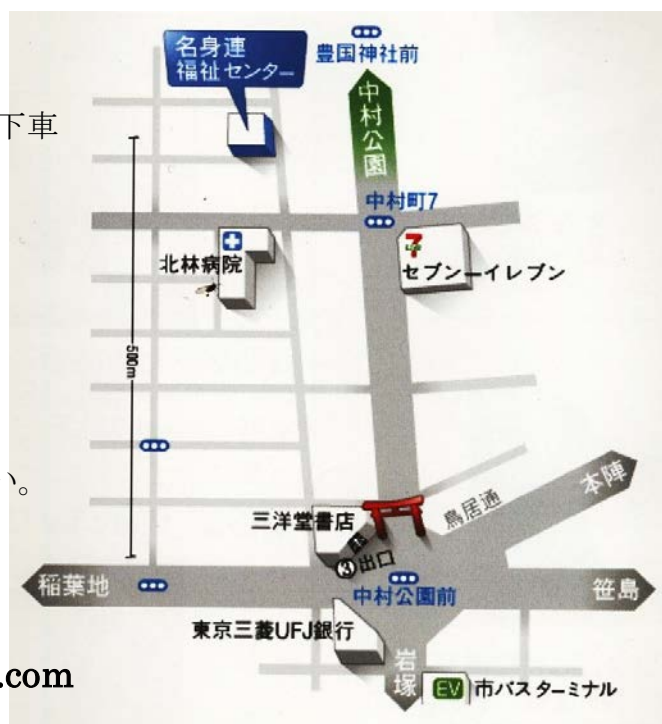 名身連
福祉センター
豊国神社前
下車
中村公園
中村町7
北林病院
セブン-イレブン
500m
い。
三洋堂書店
鳥居通
本陣
③出口
稲葉地
中村公園前
笹島
東京三菱UFJ銀行
岩塚
.com
EV 市バスターミナル